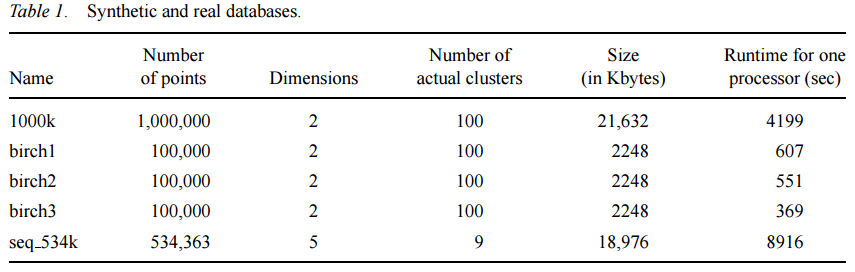 Table 1. Synthetic and real databases.
Number Number of Size Runtime for one
Name of points Dimensions actual clusters (in Kbytes) processor (sec)
1000k 1,000,000 2 100 21,632 4199
birch1 100,000 2 100 2248 607
birch2 100,000 2 100 2248 551
birch3 100,000 2 100 2248 369
seq_534k 534,363 5 9 18,976 8916